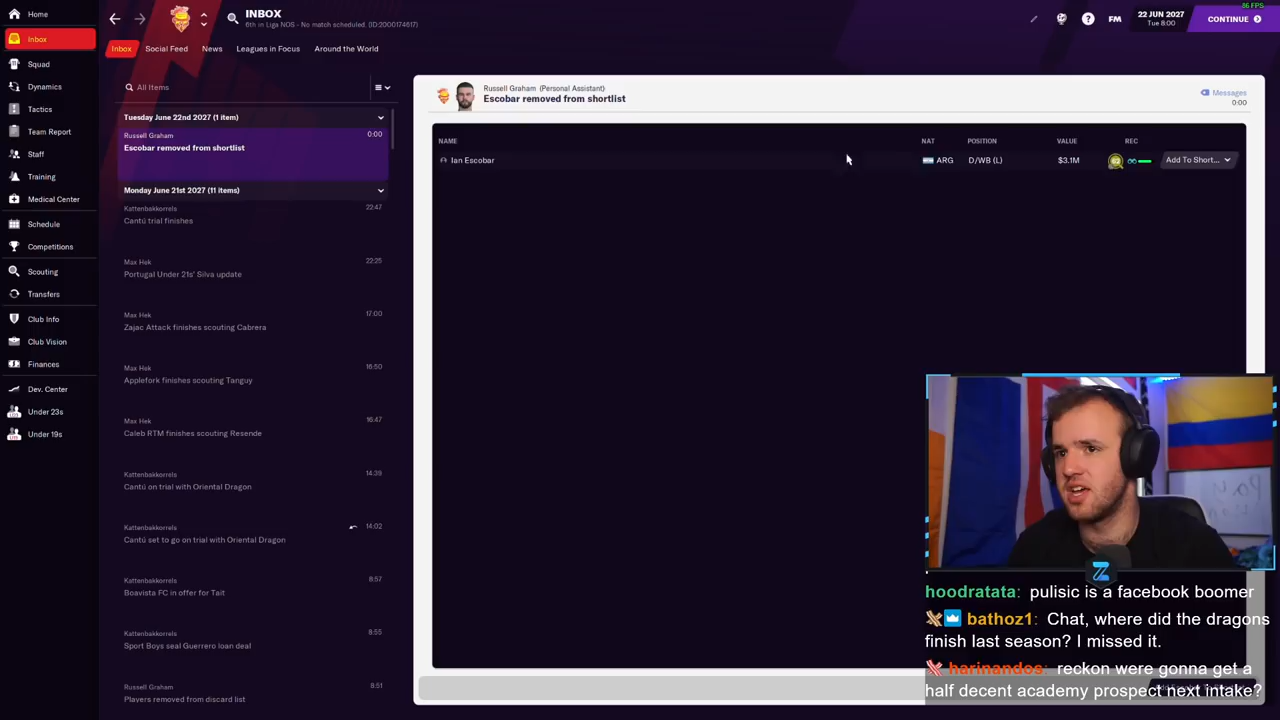 86 FPS
Home
Inbox
Squad
Dynamics
Tactics
Team Report
Staff
Training
Medical Center
Schedule
Competitions
Scouting
Transfers
Club Info
Club Vision
Finances
Dev. Center
Under 23s
Under 19s
INBOX
6th in Liga NOS - No match scheduled. (ID:2000174617)
FM
22 JUN 2027
Tue 8:00
CONTINUE
Inbox
Social Feed
News
Leagues in Focus
Around the World
All Items
Tuesday June 22nd 2027 (1 item)
Russell Graham 0:00
Escobar removed from shortlist
Monday June 21st 2027 (11 items)
Kattenbakkorrels 22:47
Cantú trial finishes
Max Hek 22:25
Portugal Under 21s' Silva update
Max Hek 17:00
Zajac Attack finishes scouting Cabrera
Max Hek 16:50
Applefork finishes scouting Tanguy
Max Hek 16:47
Caleb RTM finishes scouting Resende
Kattenbakkorrels 14:39
Cantú on trial with Oriental Dragon
Kattenbakkorrels 14:02
Cantú set to go on trial with Oriental Dragon
Kattenbakkorrels 8:57
Boavista FC in offer for Tait
Kattenbakkorrels 8:55
Sport Boys seal Guerrero loan deal
Russell Graham 8:51
Players removed from discard list
Russell Graham (Personal Assistant)
Escobar removed from shortlist
Messages
0:00
NAME NAT POSITION VALUE REC
Ian Escobar ARG D/WB (L) $3.1M 62 Add To Short...
hoodratata: pulisic is a facebook boomer
bathoz1: Chat, where did the dragons
finish last season? I missed it.
harinandos: reckon were gonna get a
half decent academy prospect next intake?